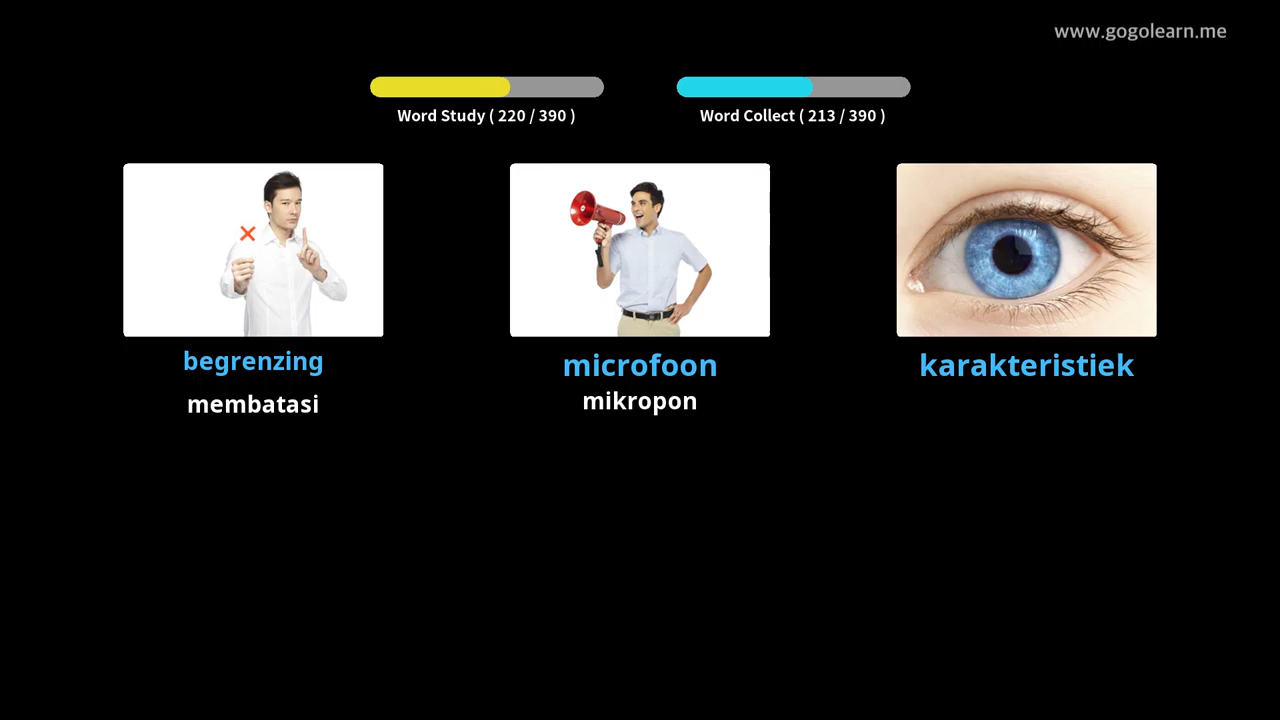 www.gogolearn.me
Word Study ( 220 / 390 )
Word Collect ( 213 / 390 )
begrenzing
membatasi
microfoon
mikropon
karakteristiek